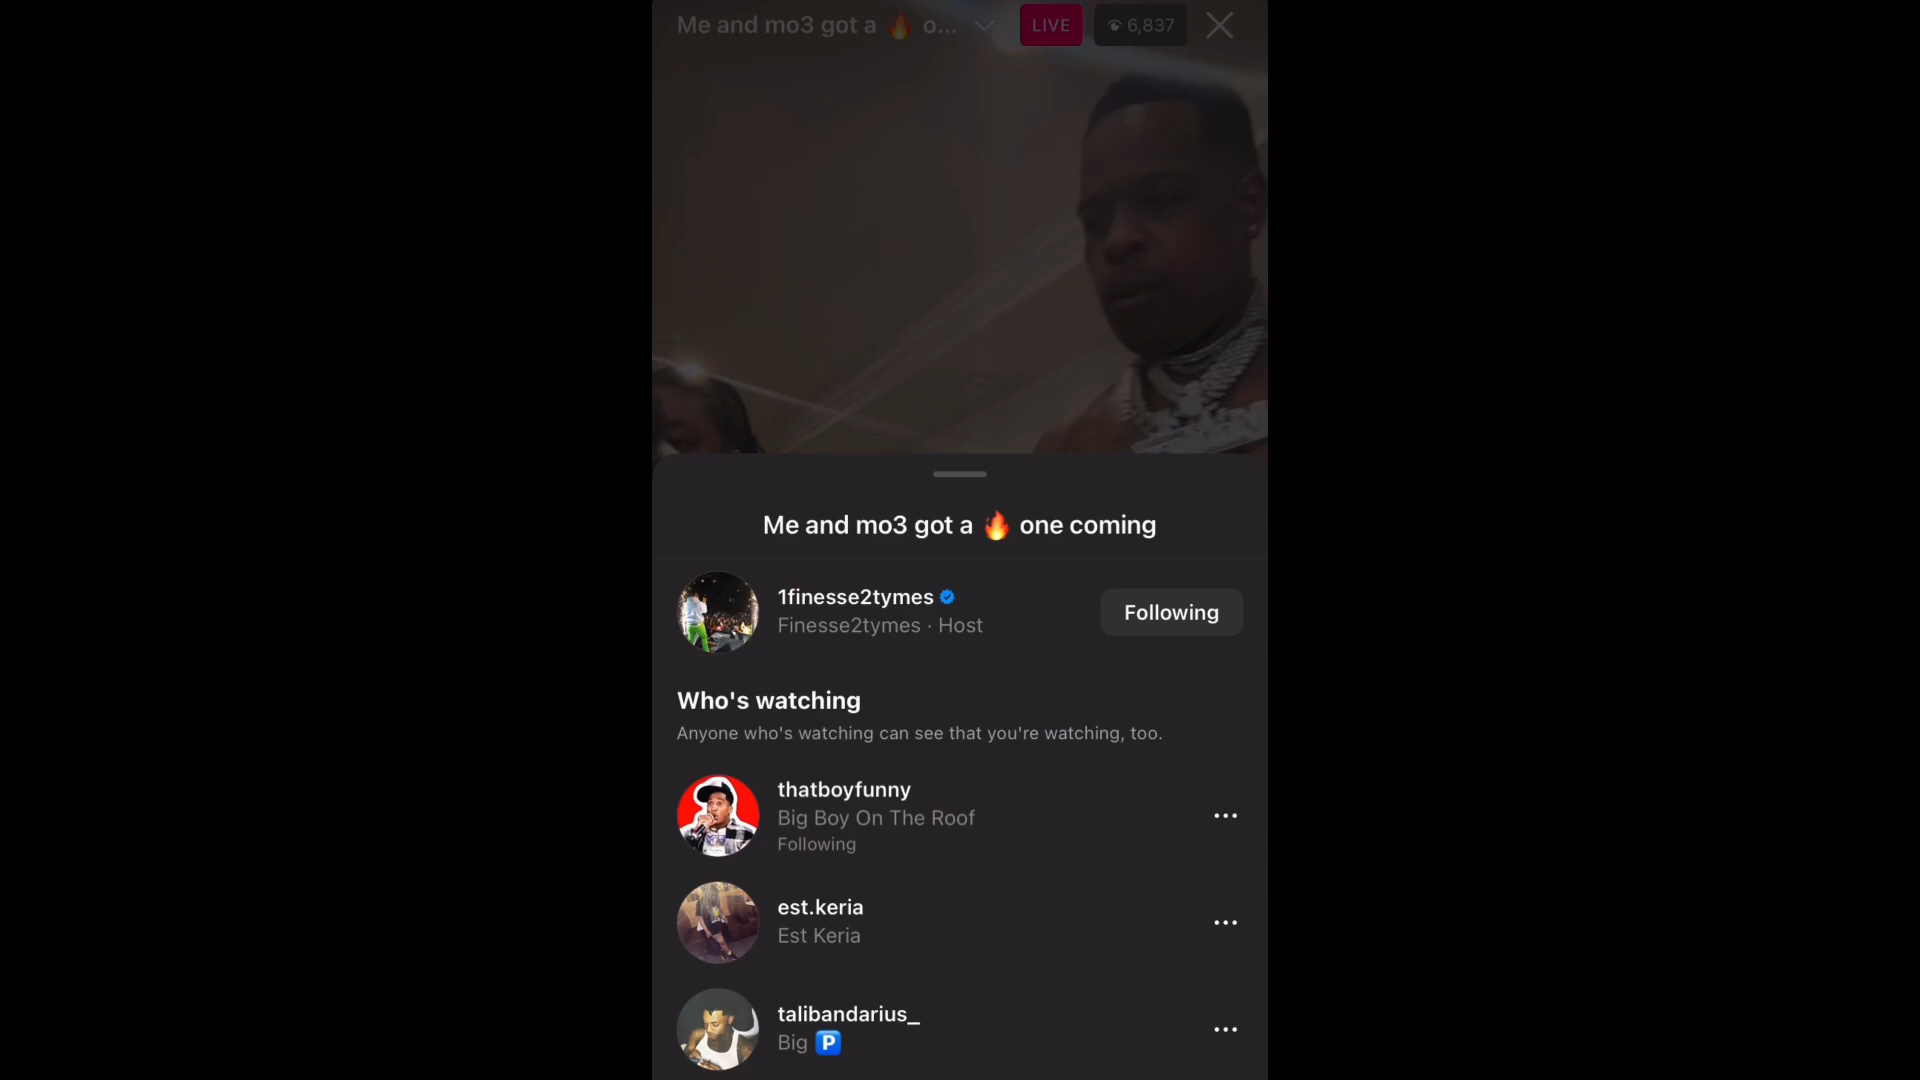 Me and mo3 got a 🔥 o...
LIVE
6,837
Me and mo3 got a 🔥 one coming
1finesse2tymes
Finesse2tymes · Host
Following
Who's watching
Anyone who's watching can see that you're watching, too.
thatboyfunny
Big Boy On The Roof
Following
est.keria
Est Keria
talibandarius_
Big 🅿️